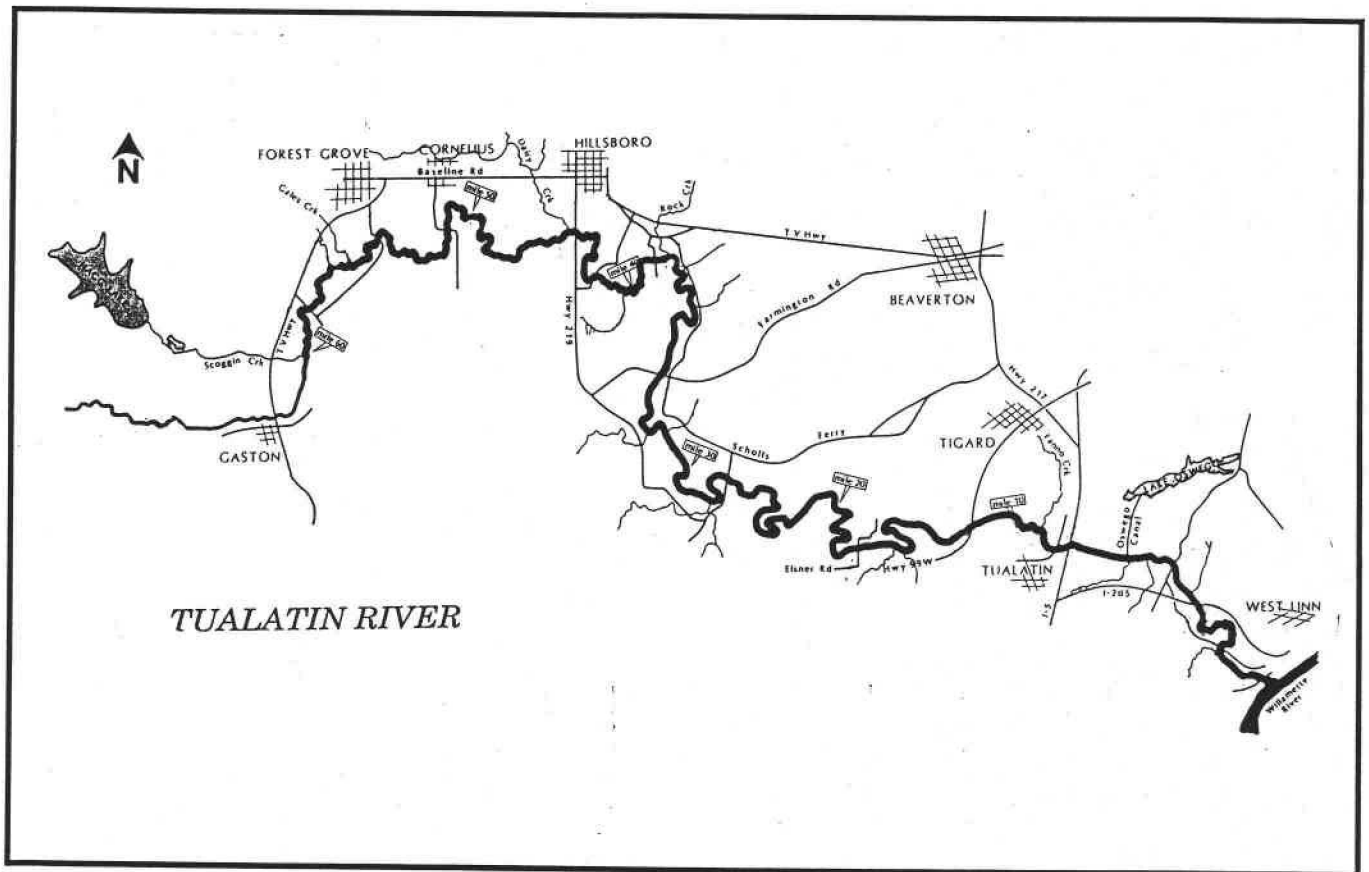 N
FOREST GROVE
CORNELIUS
HILLSBORO
Baseline Rd
Dairy
Crk
Gales Crk
mile 50
Rock Crk
T V Hwy
mile 40
BEAVERTON
Farmington Rd
Hwy 219
T V Hwy
mile 60
Scoggin Crk
GASTON
Hwy 217
TIGARD
Fanno Crk
Scholls
Ferry
mile 30
mile 20
mile 10
LAKE OSWEGO
Oswego
Canal
Elsner Rd
Hwy 99W
TUALATIN
I-5
I-205
WEST LINN
Willamette
River
TUALATIN RIVER